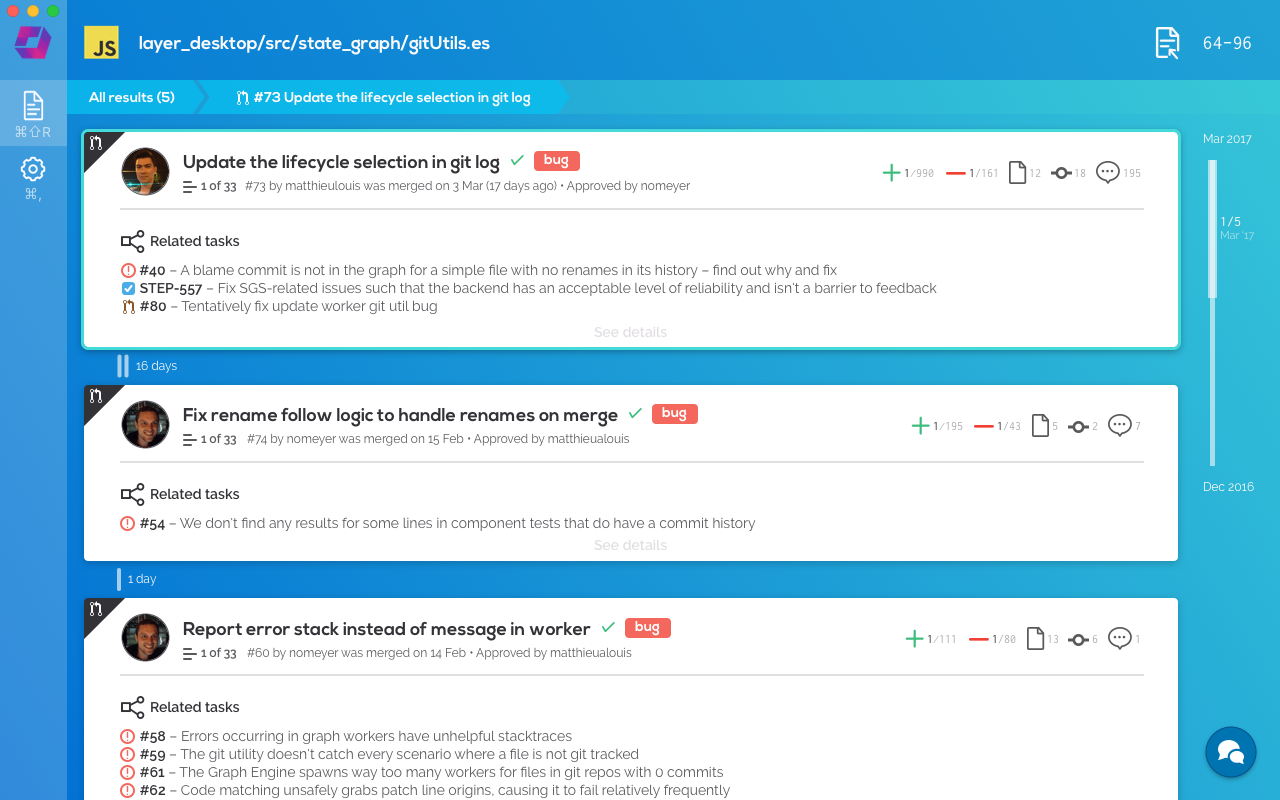 JS layer_desktop/src/state_graph/gitUtils.es 64-96
⌘⇧R
⌘,
All results (5) #73 Update the lifecycle selection in git log
Mar 2017
1/5
Mar '17
Dec 2016
Update the lifecycle selection in git log bug
1 of 33 #73 by matthieulouis was merged on 3 Mar (17 days ago) • Approved by nomeyer
1/990 1/161 12 18 195
Related tasks
#40 – A blame commit is not in the graph for a simple file with no renames in its history – find out why and fix
STEP-557 – Fix SGS-related issues such that the backend has an acceptable level of reliability and isn't a barrier to feedback
#80 – Tentatively fix update worker git util bug
See details
16 days
Fix rename follow logic to handle renames on merge bug
1 of 33 #74 by nomeyer was merged on 15 Feb • Approved by matthieualouis
1/195 1/43 5 2 7
Related tasks
#54 – We don't find any results for some lines in component tests that do have a commit history
See details
1 day
Report error stack instead of message in worker bug
1 of 33 #60 by nomeyer was merged on 14 Feb • Approved by matthieualouis
1/111 1/80 13 6 1
Related tasks
#58 – Errors occurring in graph workers have unhelpful stacktraces
#59 – The git utility doesn't catch every scenario where a file is not git tracked
#61 – The Graph Engine spawns way too many workers for files in git repos with 0 commits
#62 – Code matching unsafely grabs patch line origins, causing it to fail relatively frequently